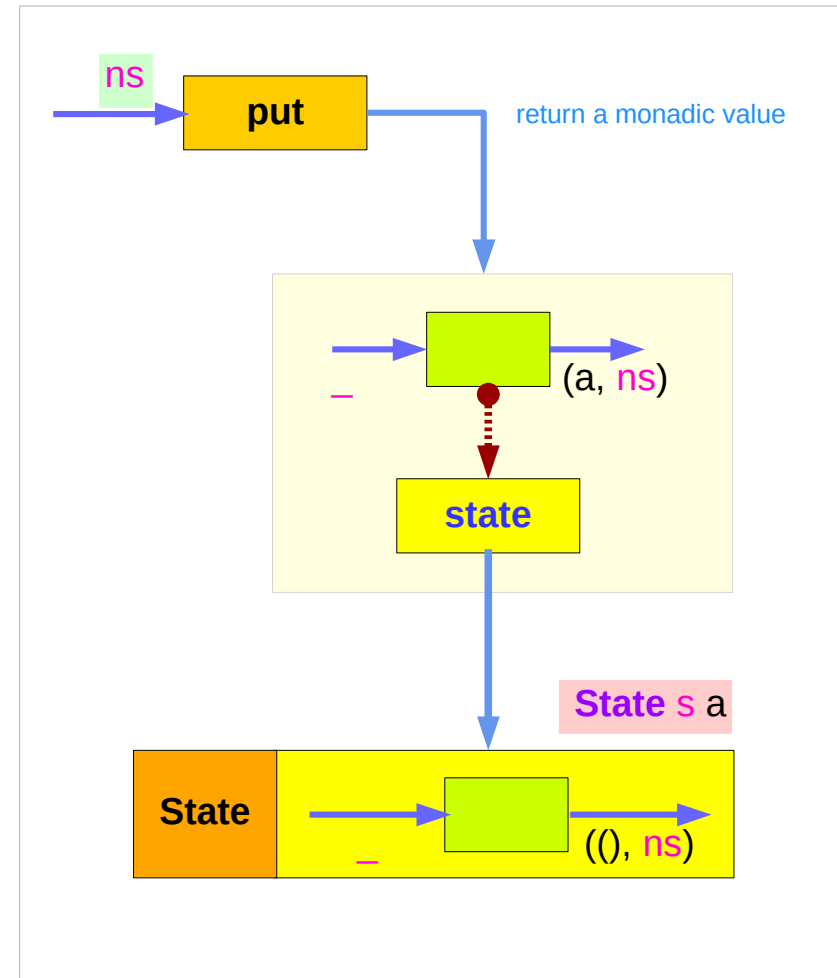 ns
put
return a monadic value
_
(a, ns)
state
State s a
State
_
((), ns)